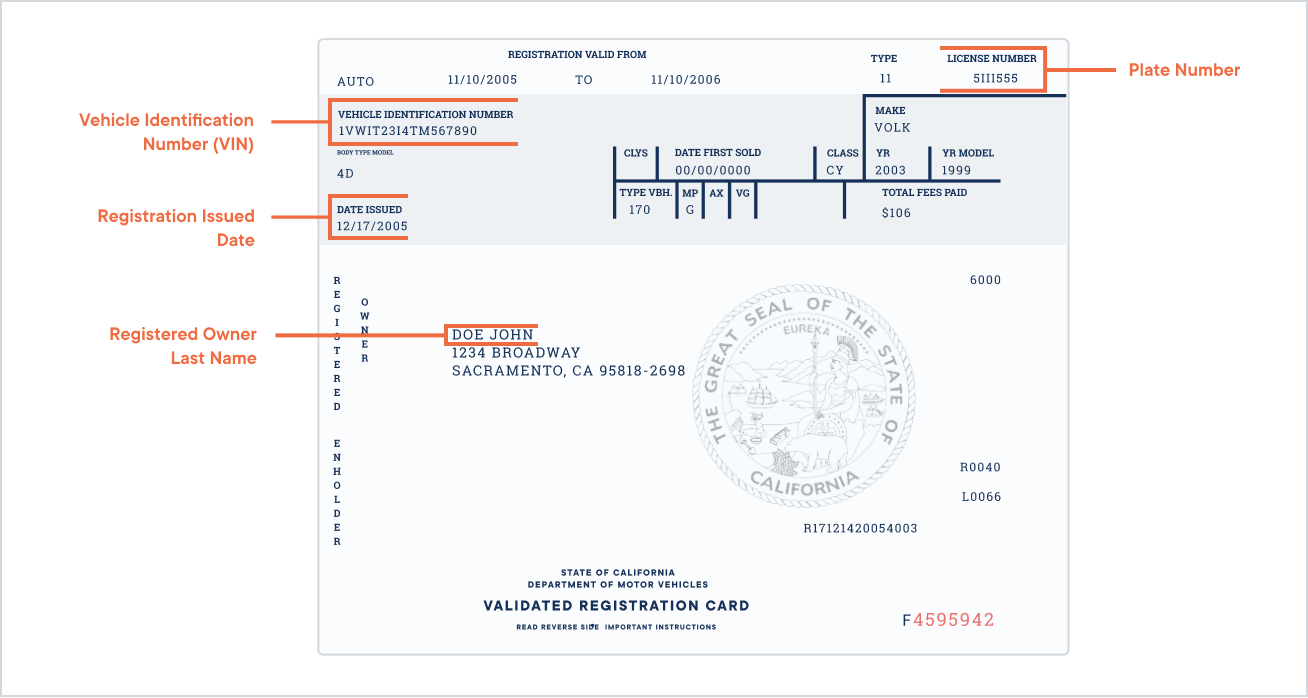 REGISTRATION VALID FROM
TYPE
LICENSE NUMBER
AUTO
11/10/2005
TO
11/10/2006
11
5III555
Plate Number
Vehicle Identification
Number (VIN)
VEHICLE IDENTIFICATION NUMBER
1VWIT23I4TM567890
MAKE
VOLK
BODY TYPE MODEL
4D
CLYS
DATE FIRST SOLD
00/00/0000
CLASS
CY
YR
2003
YR MODEL
1999
TYPE VBH.
170
MP
G
AX
VG
TOTAL FEES PAID
$106
Registration Issued
Date
DATE ISSUED
12/17/2005
REGISTERED
OWNER
6000
Registered Owner
Last Name
DOE JOHN
1234 BROADWAY
SACRAMENTO, CA 95818-2698
THE GREAT SEAL OF THE STATE OF
CALIFORNIA
EUREKA
ENHOLDER
R0040
L0066
R17121420054003
STATE OF CALIFORNIA
DEPARTMENT OF MOTOR VEHICLES
VALIDATED REGISTRATION CARD
READ REVERSE SIDE IMPORTANT INSTRUCTIONS
F4595942